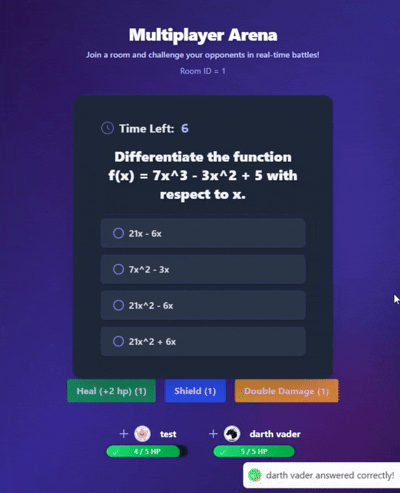 Multiplayer Arena
Join a room and challenge your opponents in real-time battles!
Room ID = 1
Time Left: 6
Differentiate the function
f(x) = 7x^3 - 3x^2 + 5 with
respect to x.
21x - 6x
7x^2 - 3x
21x^2 - 6x
21x^2 + 6x
Heal (+2 hp) (1) Shield (1) Double Damage (1)
test darth vader
4 / 5 HP 5 / 5 HP
darth vader answered correctly!